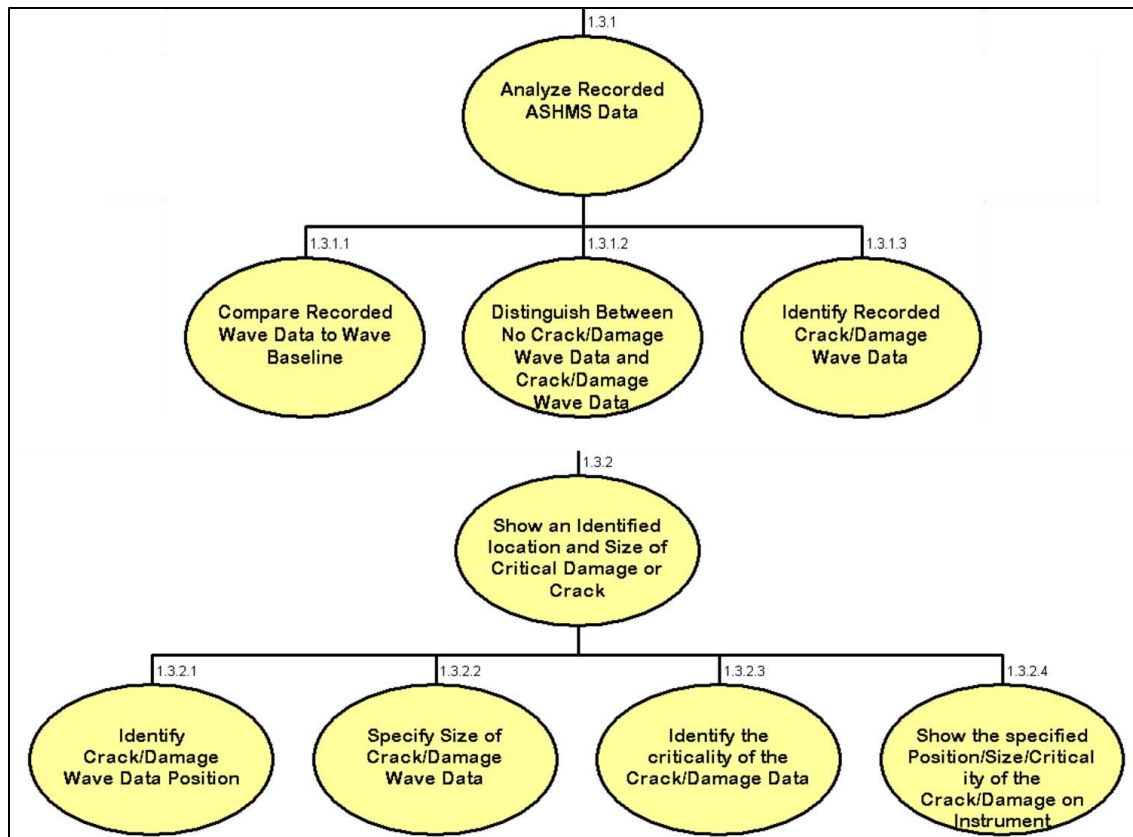 1.3.1
Analyze Recorded
ASHMS Data
1.3.1.1
Compare Recorded
Wave Data to Wave
Baseline
1.3.1.2
Distinguish Between
No Crack/Damage
Wave Data and
Crack/Damage
Wave Data
1.3.1.3
Identify Recorded
Crack/Damage
Wave Data
1.3.2
Show an Identified
location and Size of
Critical Damage or
Crack
1.3.2.1
Identify
Crack/Damage
Wave Data Position
1.3.2.2
Specify Size of
Crack/Damage
Wave Data
1.3.2.3
Identify the
criticality of the
Crack/Damage Data
1.3.2.4
Show the specified
Position/Size/Critical
ity of the
Crack/Damage on
Instrument